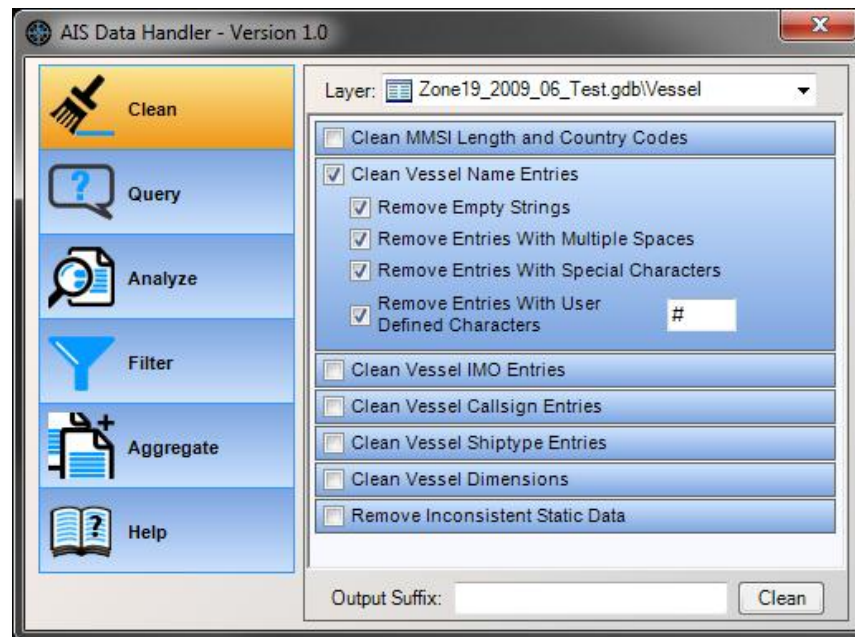 AIS Data Handler - Version 1.0
Clean
Query
Analyze
Filter
Aggregate
Help
Layer: Zone19_2009_06_Test.gdb\Vessel
Clean MMSI Length and Country Codes
Clean Vessel Name Entries
Remove Empty Strings
Remove Entries With Multiple Spaces
Remove Entries With Special Characters
Remove Entries With User
Defined Characters
#
Clean Vessel IMO Entries
Clean Vessel Callsign Entries
Clean Vessel Shiptype Entries
Clean Vessel Dimensions
Remove Inconsistent Static Data
Output Suffix:
Clean